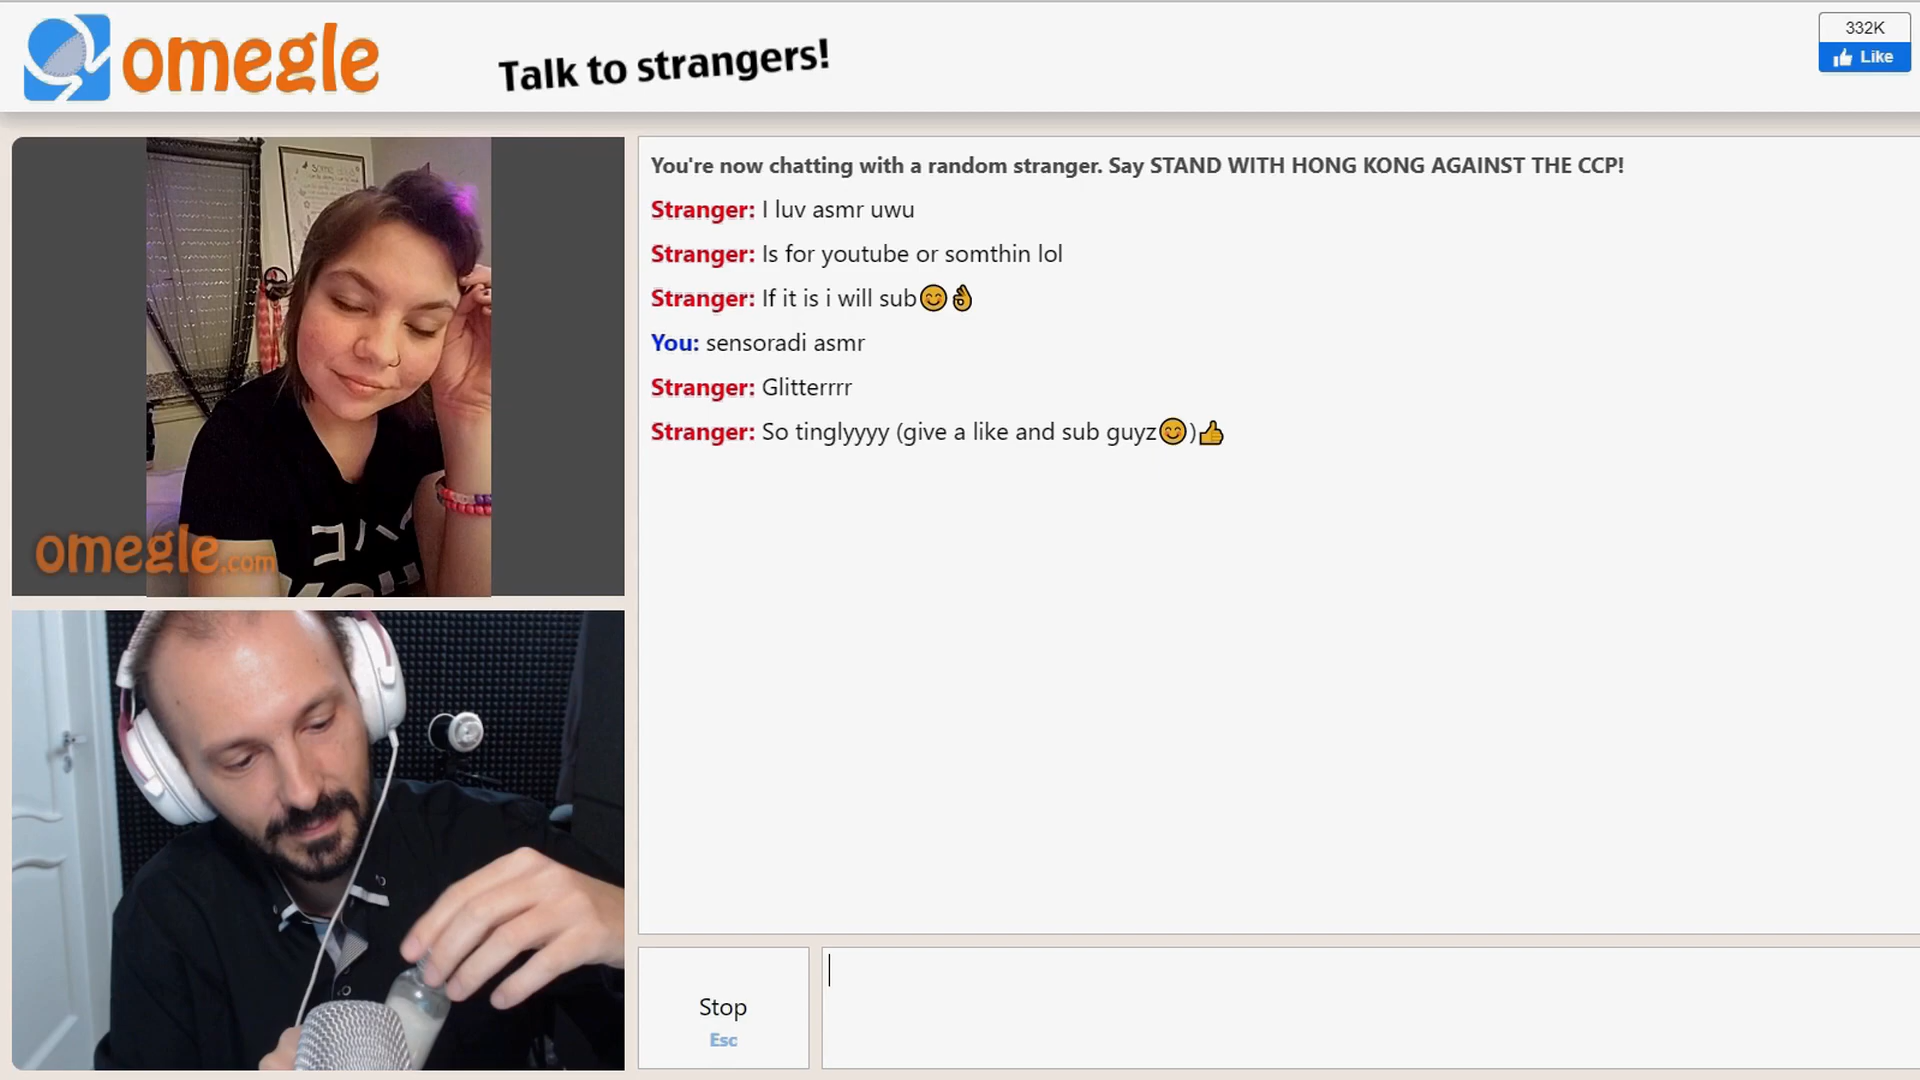 omegle
Talk to strangers!
332K
Like
You're now chatting with a random stranger. Say STAND WITH HONG KONG AGAINST THE CCP!
Stranger: I luv asmr uwu
Stranger: Is for youtube or somthin lol
Stranger: If it is i will sub😊👌
You: sensoradi asmr
Stranger: Glitterrrr
Stranger: So tinglyyyy (give a like and sub guyz😊)👍
omegle.com
Stop
Esc